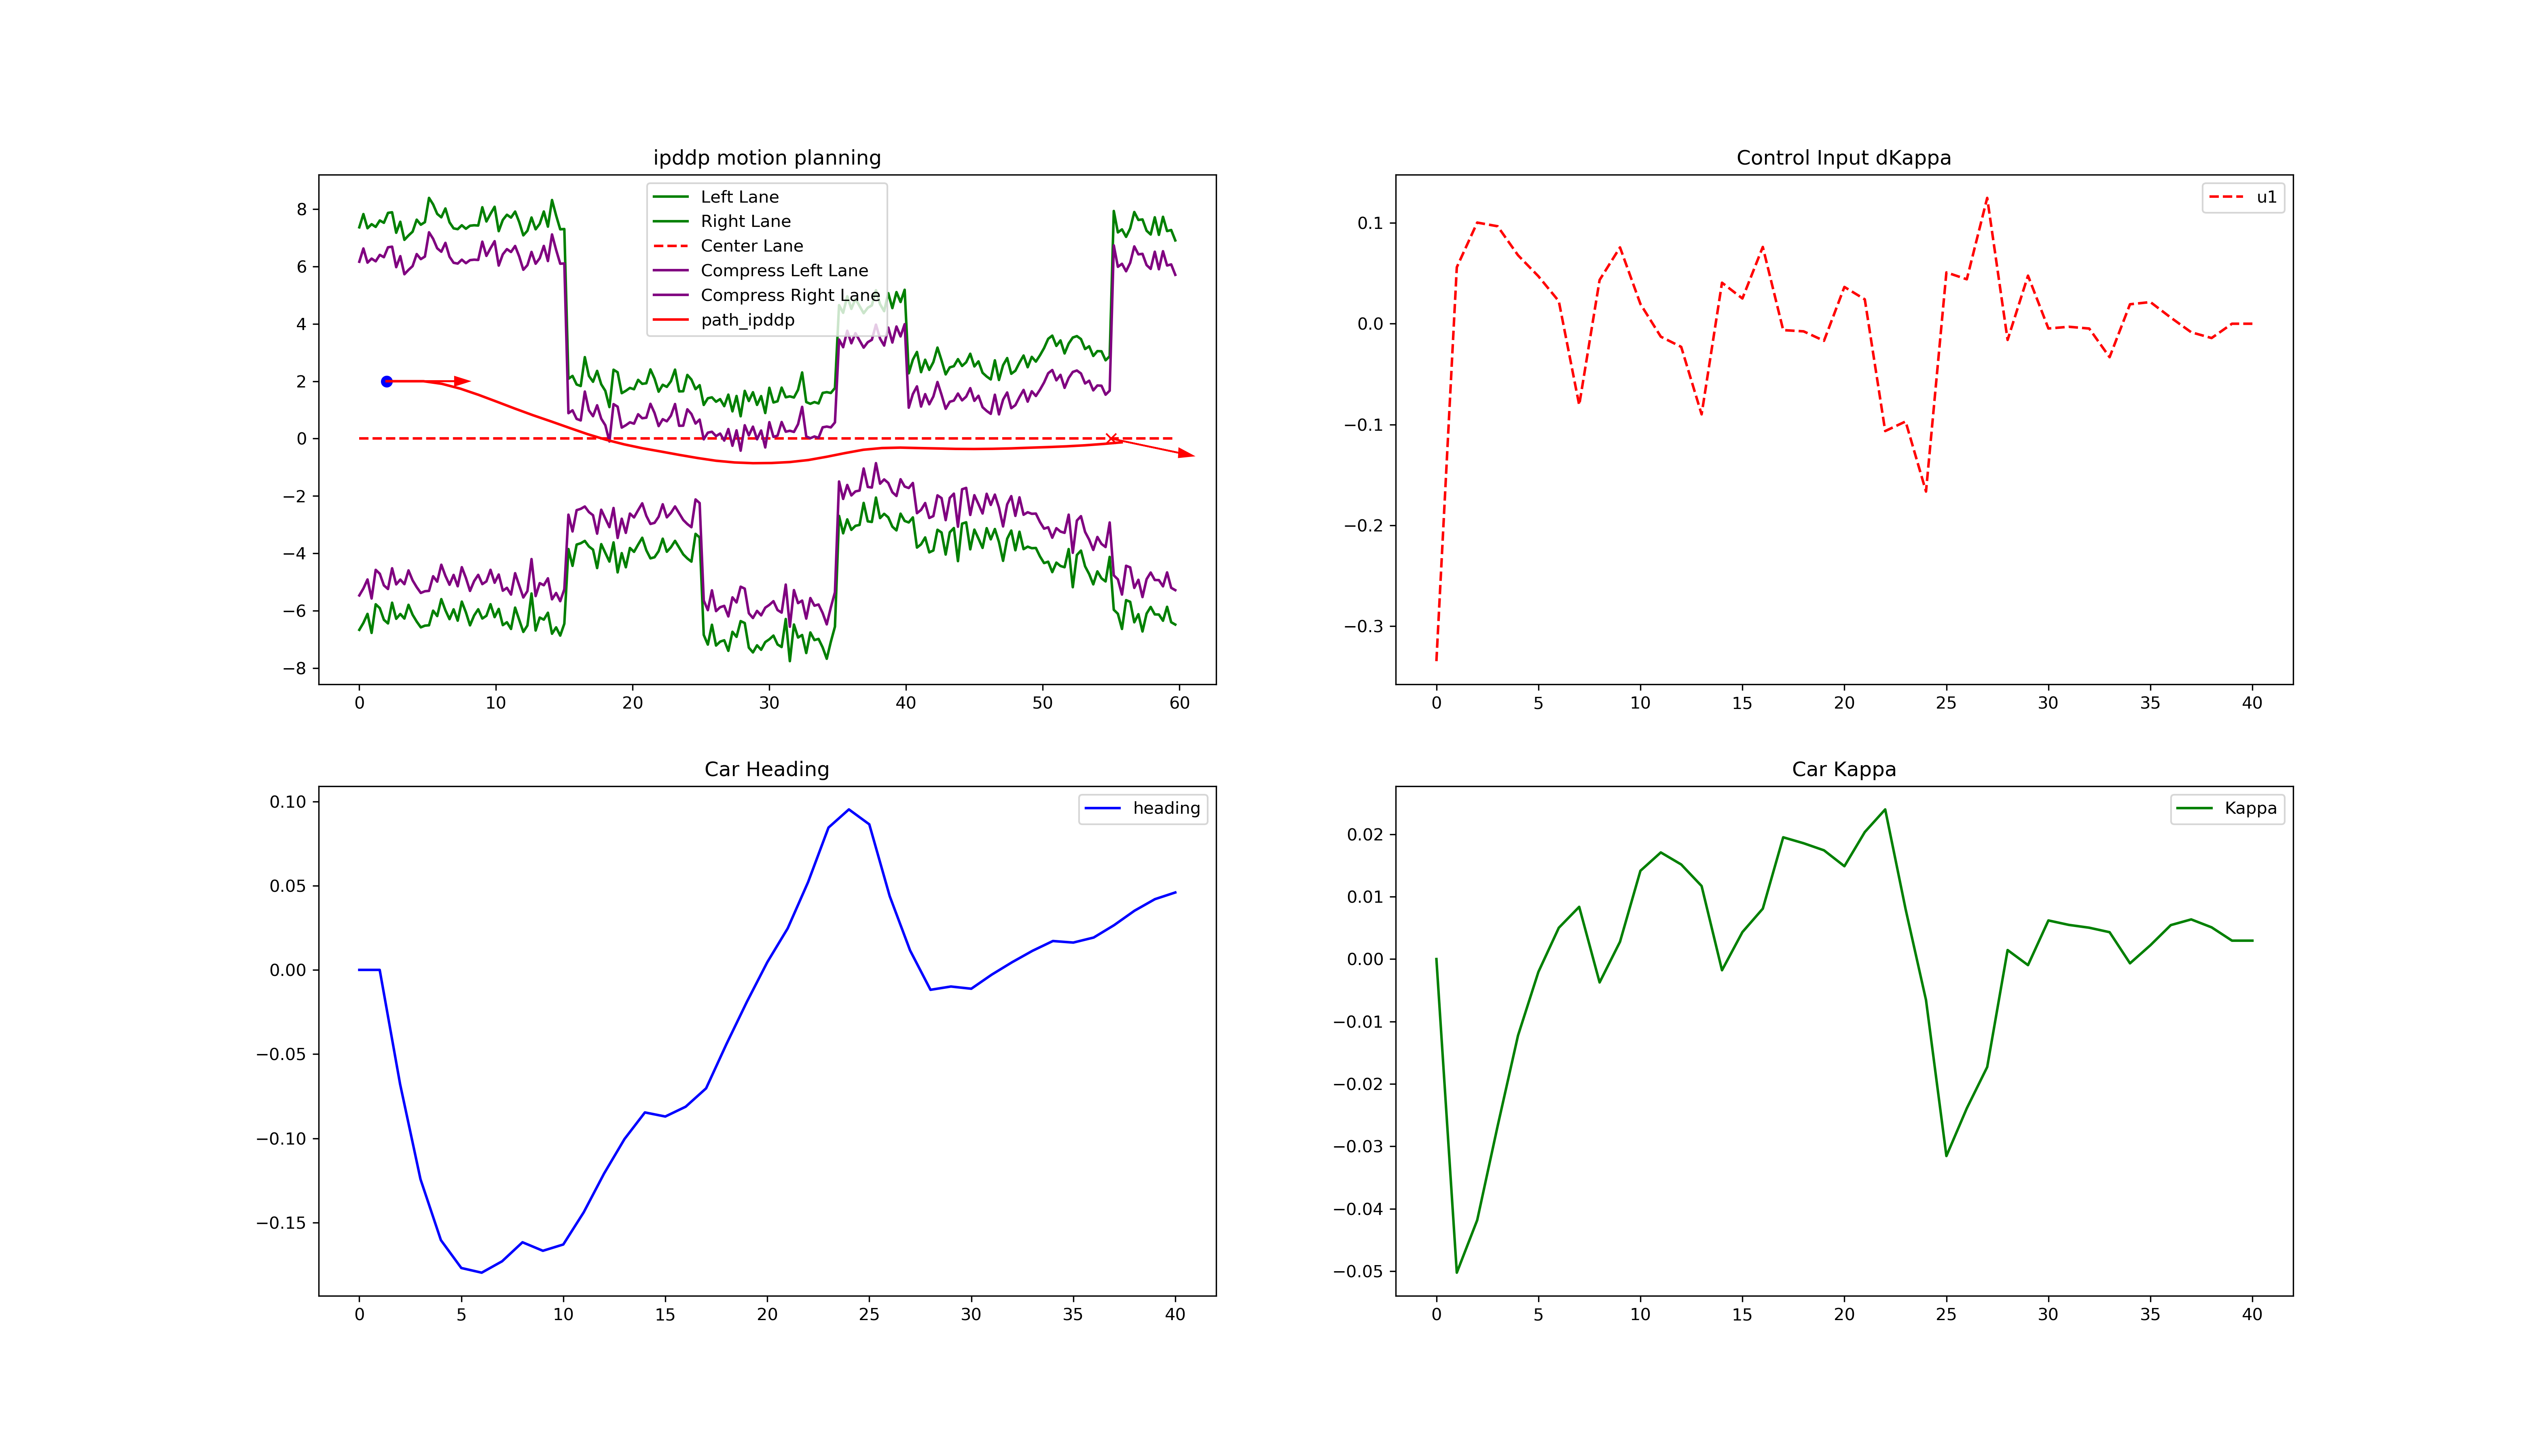 ipddp motion planning
Left Lane
Right Lane
Center Lane
Compress Left Lane
Compress Right Lane
path_ipddp
8
6
4
2
0
−2
−4
−6
−8
0 10 20 30 40 50 60
Control Input dKappa
u1
0.1
0.0
−0.1
−0.2
−0.3
0 5 10 15 20 25 30 35 40
Car Heading
heading
0.10
0.05
0.00
−0.05
−0.10
−0.15
0 5 10 15 20 25 30 35 40
Car Kappa
Kappa
0.02
0.01
0.00
−0.01
−0.02
−0.03
−0.04
−0.05
0 5 10 15 20 25 30 35 40